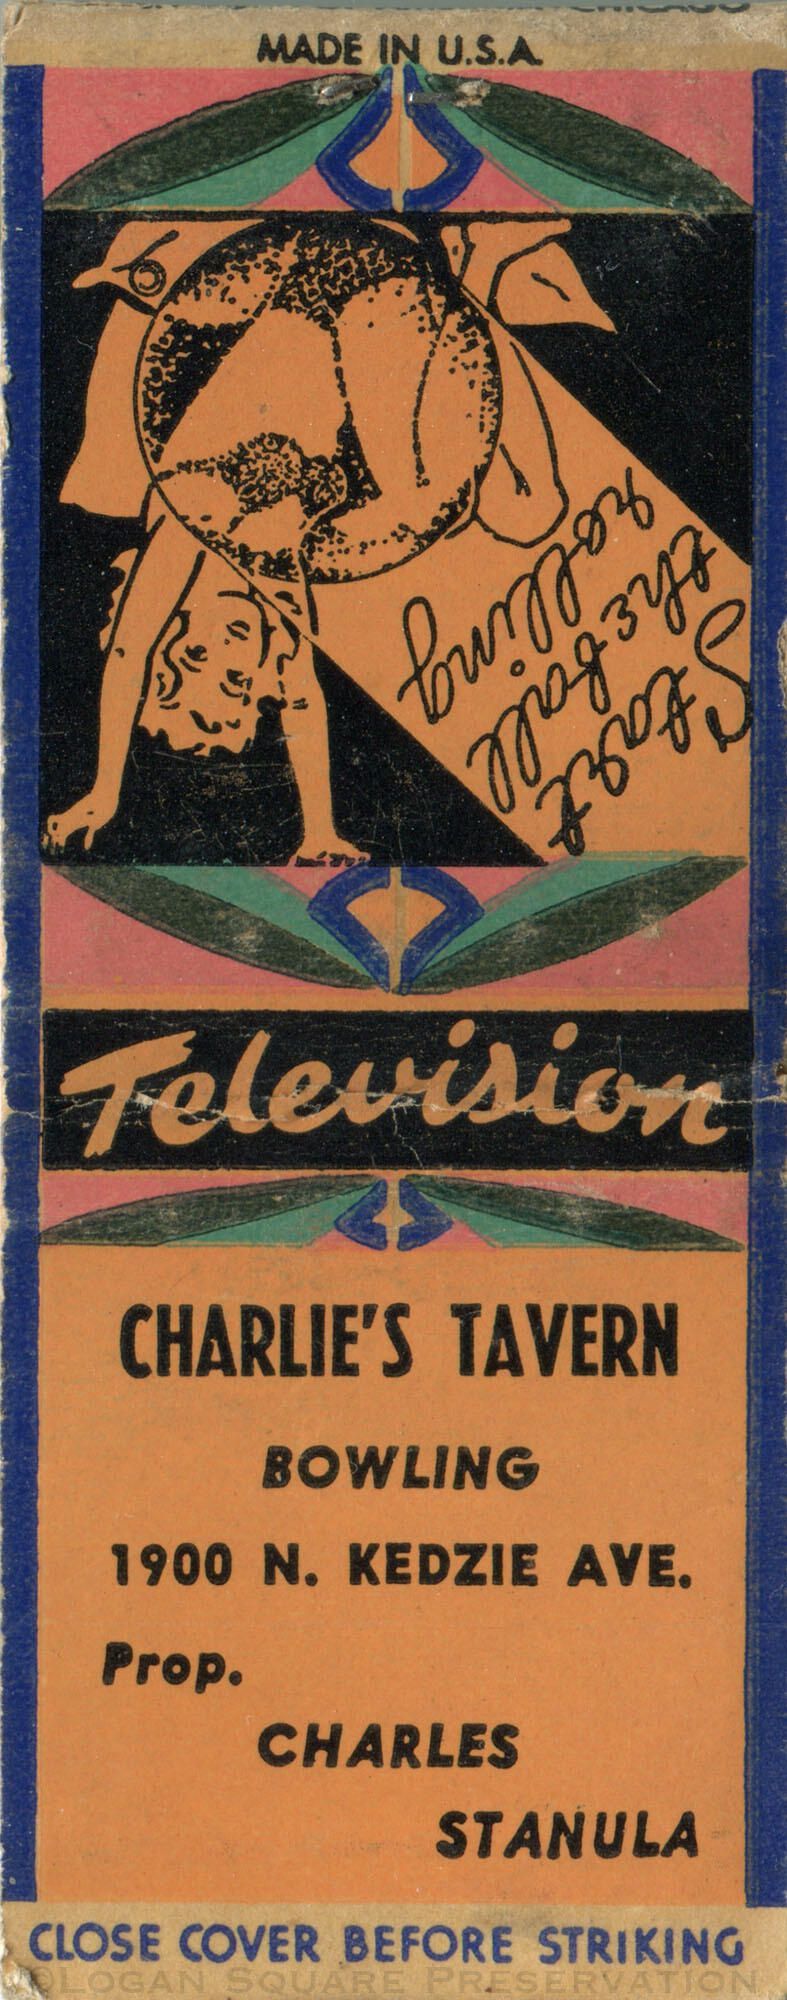 CHICAGO
MADE IN U.S.A.
Start
the ball
rolling
Television
CHARLIE'S TAVERN
BOWLING
1900 N. KEDZIE AVE.
Prop.
CHARLES
STANULA
CLOSE COVER BEFORE STRIKING
©LOGAN SQUARE PRESERVATION